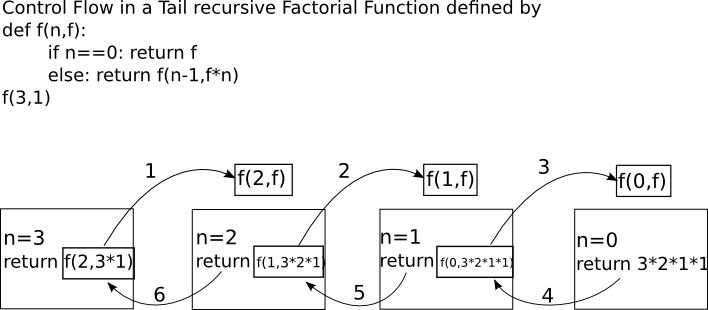 Control Flow in a Tail recursive Factorial Function defined by
def f(n,f):
if n==0: return f
else: return f(n-1,f*n)
f(3,1)
1
2
3
f(2,f)
f(1,f)
f(0,f)
n=3
return f(2,3*1)
n=2
return f(1,3*2*1)
n=1
return f(0,3*2*1*1)
n=0
return 3*2*1*1
6
5
4